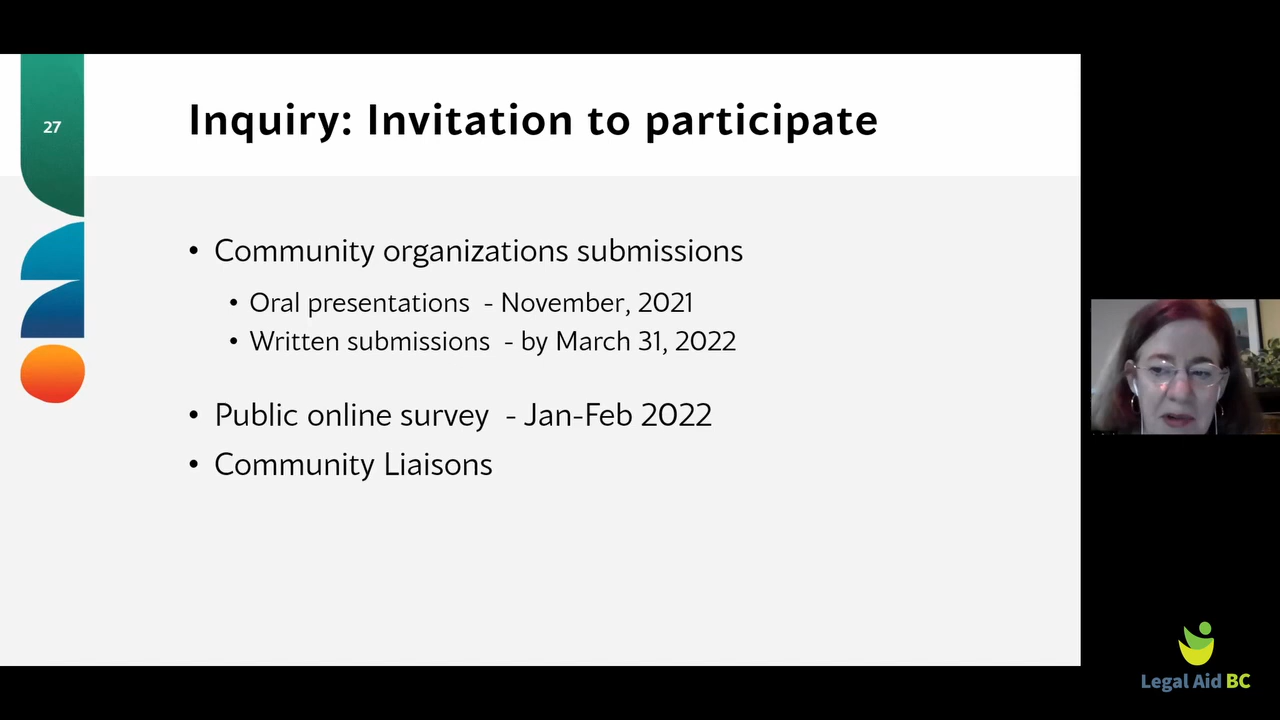 27
Inquiry: Invitation to participate
• Community organizations submissions
• Oral presentations - November, 2021
• Written submissions - by March 31, 2022
• Public online survey - Jan-Feb 2022
• Community Liaisons
Legal Aid BC